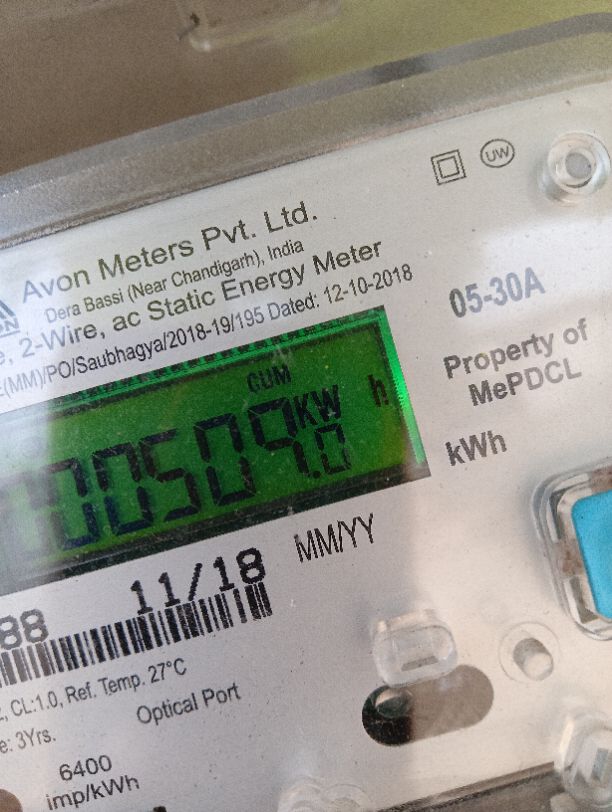 UW
Avon Meters Pvt. Ltd.
Dera Bassi (Near Chandigarh), India
2-Wire, ac Static Energy Meter
(MM)/PO/Saubhagya/2018-19/195 Dated: 12-10-2018
05-30A
Property of
MePDCL
CUM
KW h
00509.0
kWh
88 11/18 MM/YY
CL:1.0, Ref. Temp. 27°C
3Yrs.
Optical Port
6400
imp/kWh